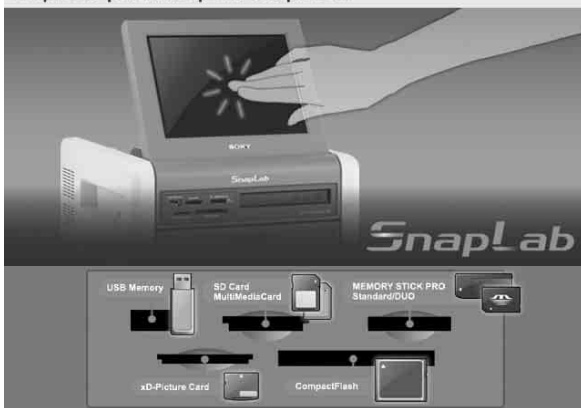 SONY
SnapLab
SnapLab
USB Memory
SD Card
MultiMediaCard
MEMORY STICK PRO
Standard/DUO
xD-Picture Card
CompactFlash